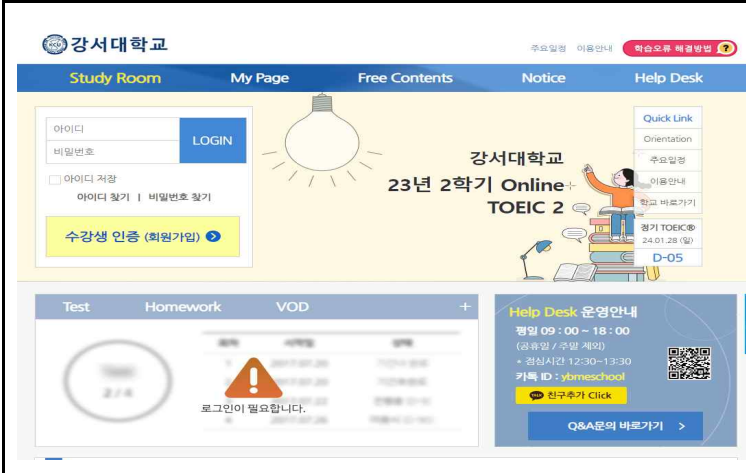 강서대학교
주요일정 이용안내 학습오류 해결방법 ?
Study Room My Page Free Contents Notice Help Desk
아이디
비밀번호
LOGIN
아이디 저장
아이디 찾기 | 비밀번호 찾기
수강생 인증 (회원가입)
강서대학교
23년 2학기 Online
TOEIC 2
Quick Link
Orientation
주요일정
이용안내
학교 바로가기
정기 TOEIC®
24.01.28 (일)
D-05
Test Homework VOD +
2 / 4
로그인이 필요합니다.
Help Desk 운영안내
평일 09 : 00 ~ 18 : 00
(공휴일 / 주말 제외)
* 점심시간 12:30~13:30
카톡 ID : ybmeschool
친구추가 Click
Q&A문의 바로가기 >